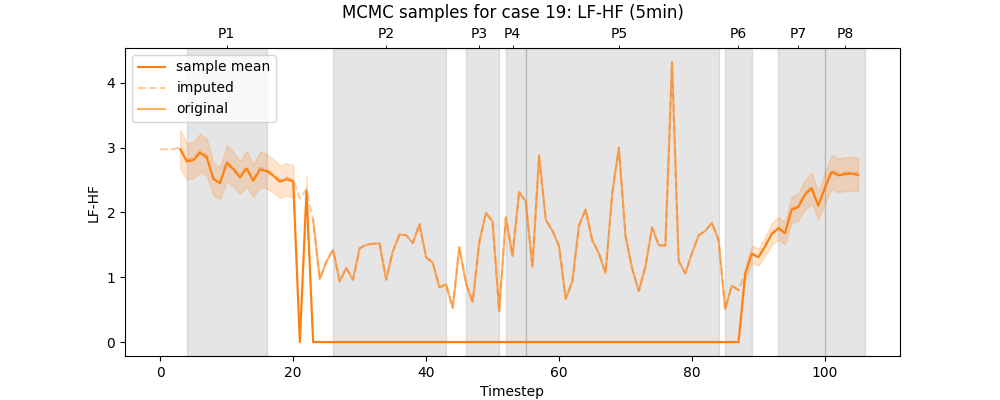 MCMC samples for case 19: LF-HF (5min)
P1 P2 P3 P4 P5 P6 P7 P8
sample mean
imputed
original
4
3
2
1
0
LF-HF
0 20 40 60 80 100
Timestep